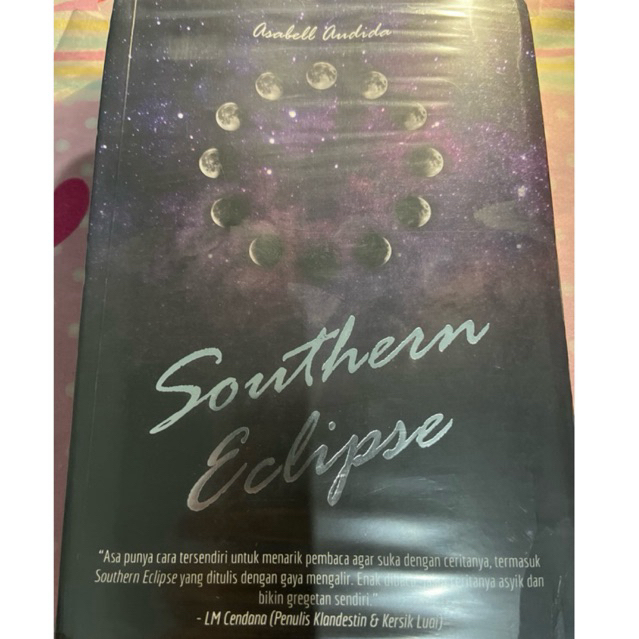 Asabell Audida
Southern
Eclipse
"Asa punya cara tersendiri untuk menarik pembaca agar suka dengan ceritanya, termasuk
Southern Eclipse yang ditulis dengan gaya mengalir. Enak ceritanya asyik dan
bikin gregetan sendiri."
- LM Cendana (Penulis Klandestin & Kersik Luai)